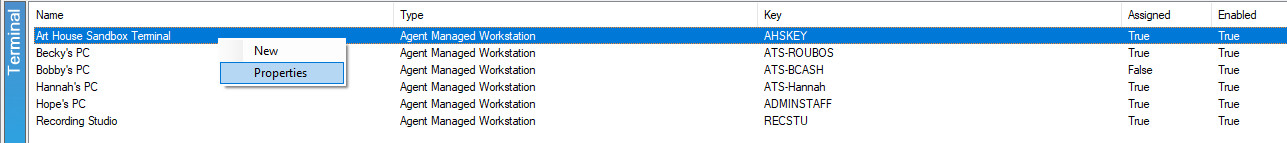 Terminal
Name Type Key Assigned Enabled
Art House Sandbox Terminal Agent Managed Workstation AHSKEY True True
New
Becky's PC Agent Managed Workstation ATS-ROUBOS True True
Properties
Bobby's PC Agent Managed Workstation ATS-BCASH False True
Hannah's PC Agent Managed Workstation ATS-Hannah True True
Hope's PC Agent Managed Workstation ADMINSTAFF True True
Recording Studio Agent Managed Workstation RECSTU True True